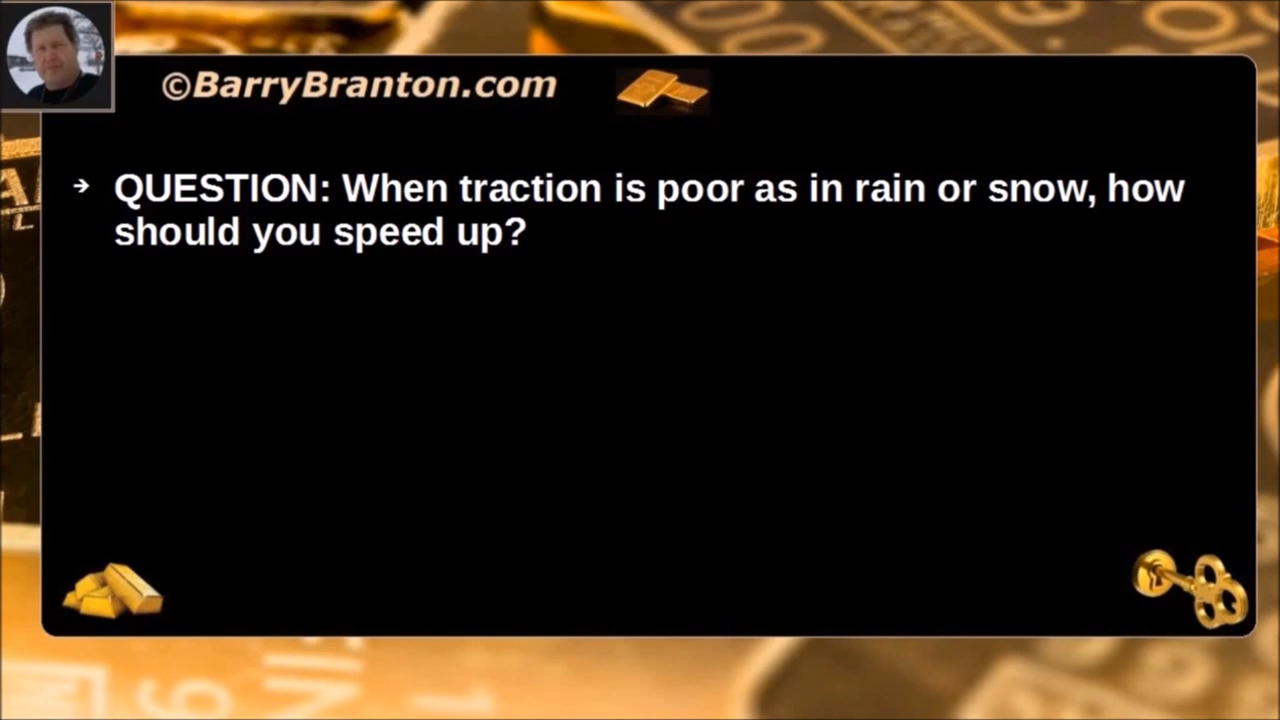 ©BarryBranton.com
➔ QUESTION: When traction is poor as in rain or snow, how
should you speed up?